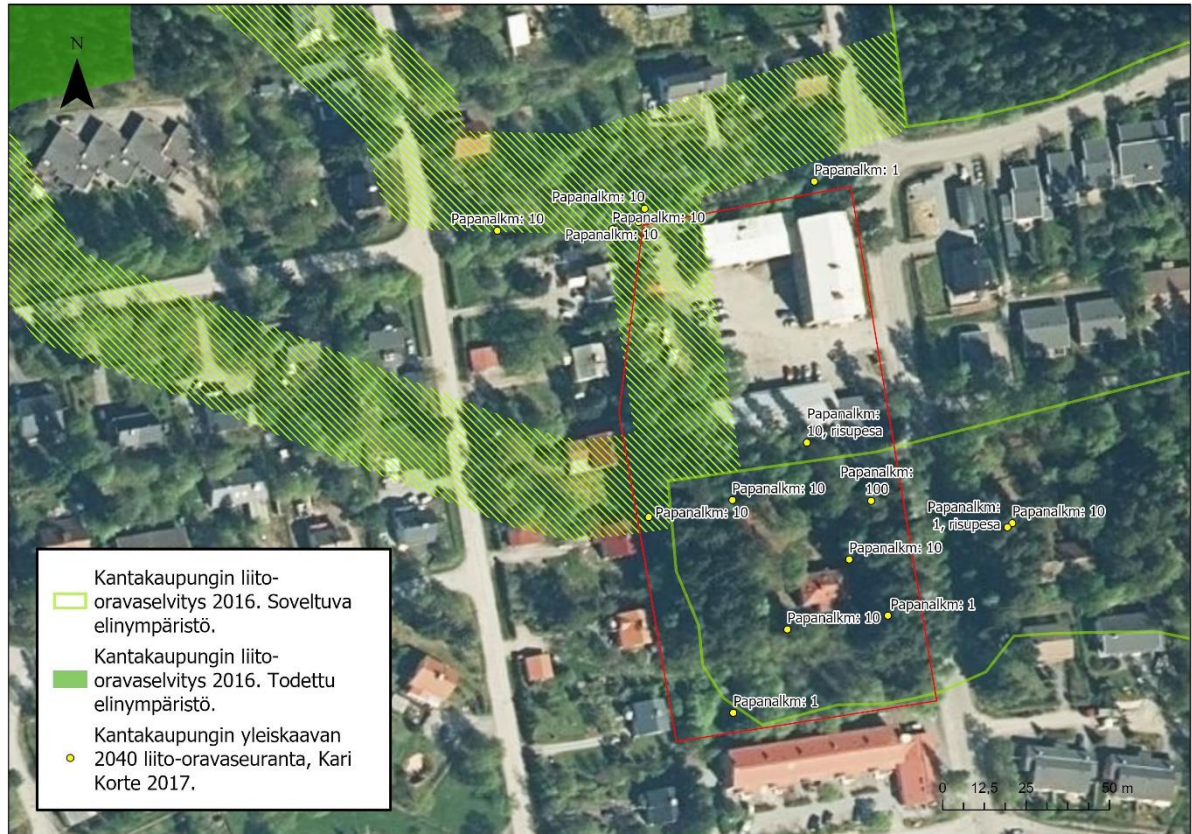 N
Papanalkm: 1
Papanalkm: 10
Papanalkm: 10
Papanalkm: 10
Papanalkm: 10
Papanalkm:
10, risupesa
Papanalkm: 10
Papanalkm:
100
Papanalkm: 10
Papanalkm:
1, risupesa
Papanalkm: 10
Papanalkm: 10
Papanalkm: 1
Papanalkm: 10
Papanalkm: 1
Kantakaupungin liito-
oravaselvitys 2016. Soveltuva
elinympäristö.
Kantakaupungin liito-
oravaselvitys 2016. Todettu
elinympäristö.
Kantakaupungin yleiskaavan
2040 liito-oravaseuranta, Kari
Korte 2017.
0 12,5 25 50 m